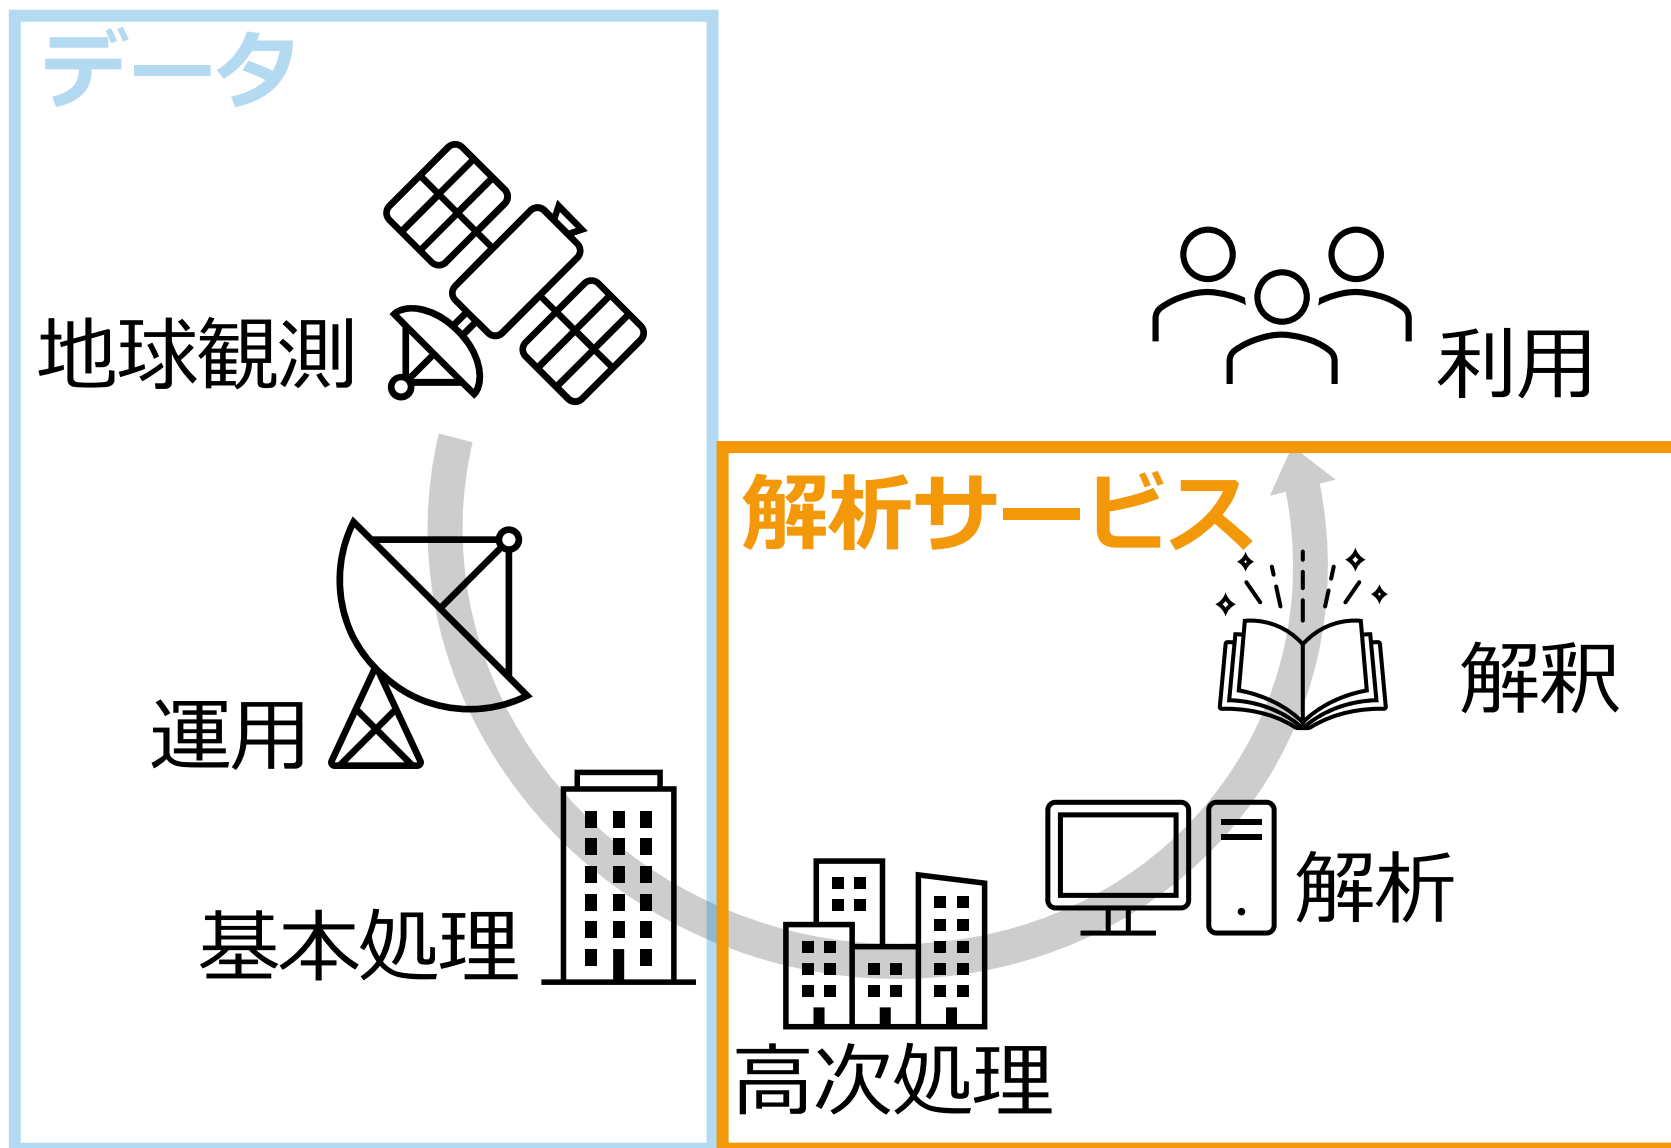 データ
地球観測
運用
基本処理
解析サービス
高次処理
解析
解釈
利用